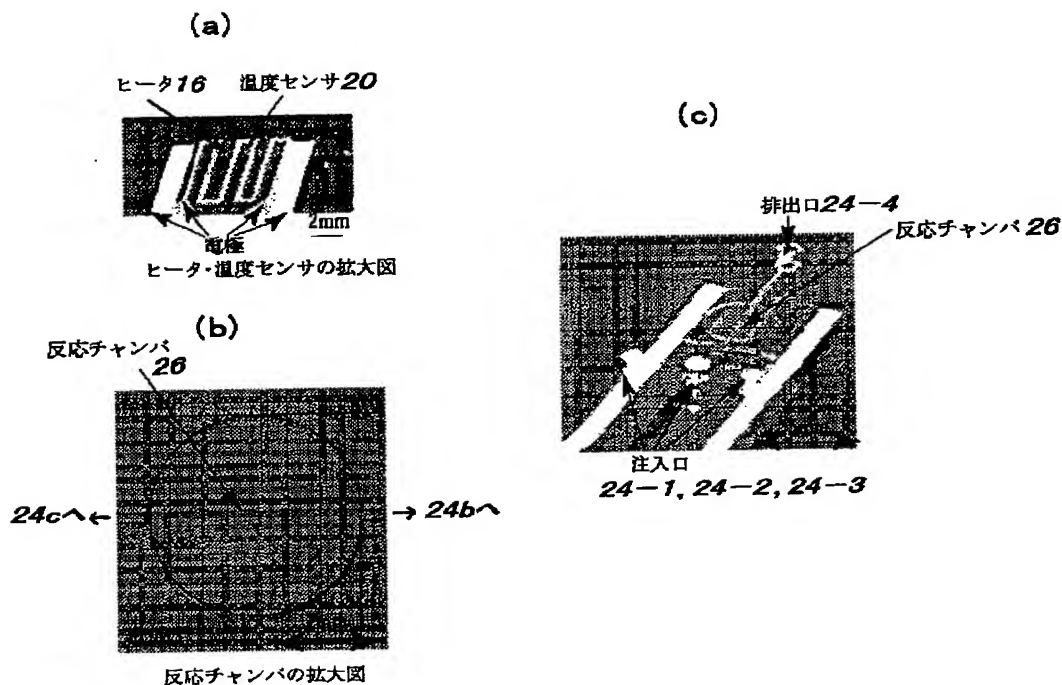 (a)
ヒータ16 温度センサ20
2mm
電極
ヒータ・温度センサの拡大図
(b)
反応チャンバ
26
24cへ← → 24bへ
反応チャンバの拡大図
(c)
排出口24-4
反応チャンバ26
注入口
24-1, 24-2, 24-3